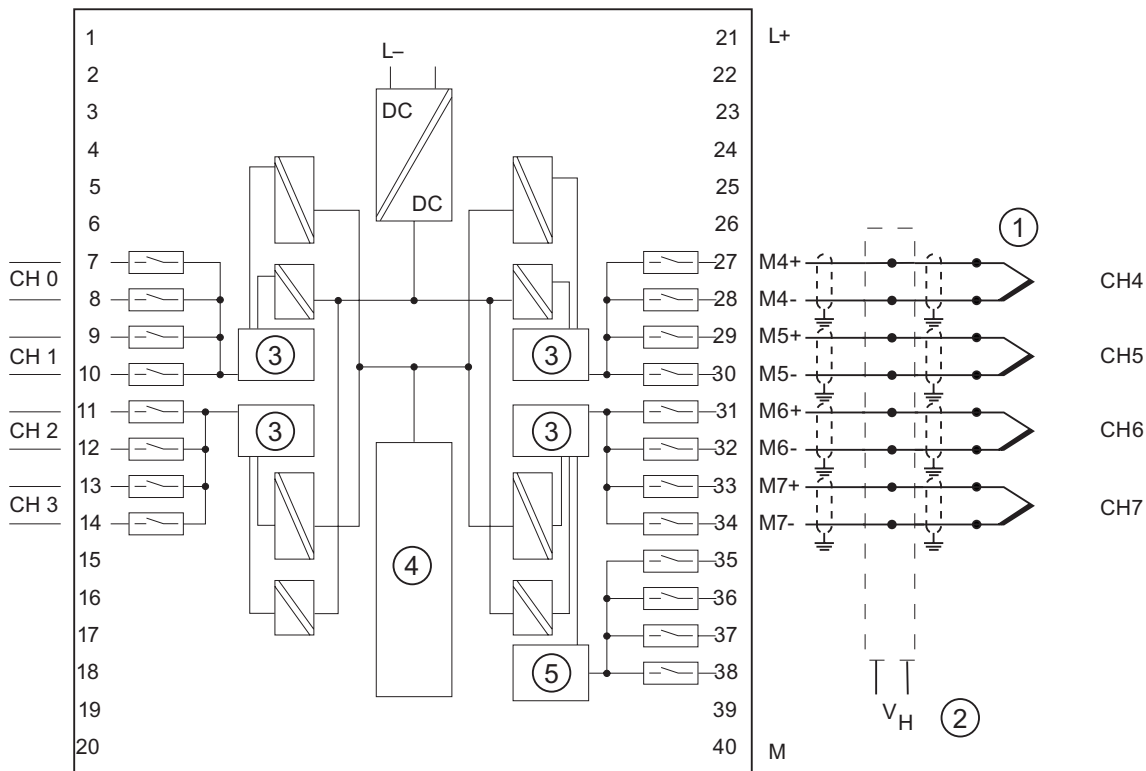 1 21 L+
2 L– 22
3 DC 23
4 24
5 25
DC
6 26
①
7 27 M4+
CH 0 CH4
8 28 M4-
9 29 M5+
CH 1 ③ ③ CH5
10 30 M5-
11 31 M6+
CH 2 ③ ③ CH6
12 32 M6-
13 33 M7+
CH 3 CH7
14 34 M7-
15 ④ 35
16 36
17 37
18 ⑤ 38
19 39 VH ②
20 40 M